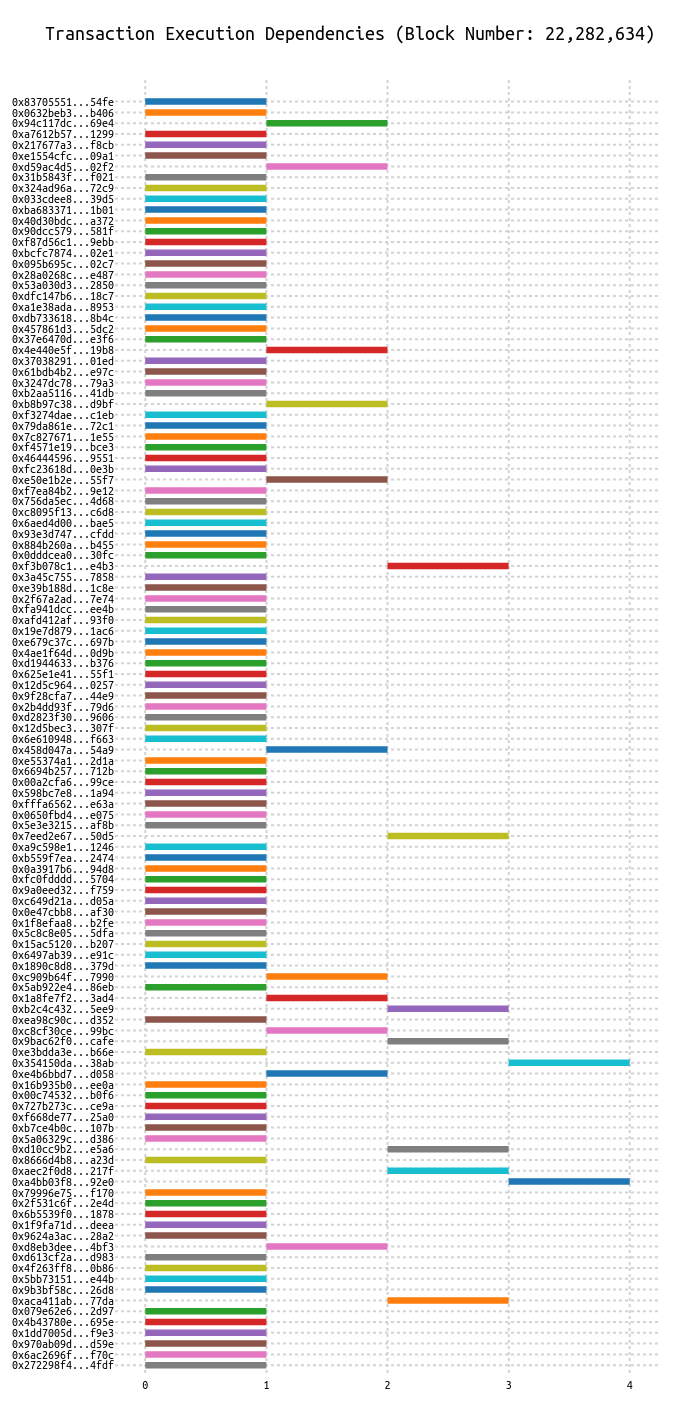 Transaction Execution Dependencies (Block Number: 22,282,634)
0x83705551...54fe
0x0632beb3...b406
0x94c117dc...69e4
0xa7612b57...1299
0x217677a3...f8cb
0xe1554cfc...09a1
0xd59ac4d5...02f2
0x31b5843f...f021
0x324ad96a...72c9
0x033cdee8...39d5
0xba683371...1b01
0x40d30bdc...a372
0x90dcc579...581f
0xf87d56c1...9ebb
0xbcfc7874...02e1
0x095b695c...02c7
0x28a0268c...e487
0x53a030d3...2850
0xdfc147b6...18c7
0xa1e38ada...8953
0xdb733618...8b4c
0x457861d3...5dc2
0x37e6470d...e3f6
0x4e440e5f...19b8
0x37038291...01ed
0x61bdb4b2...e97c
0x3247dc78...79a3
0xb2aa5116...41db
0xb8b97c38...d9bf
0xf3274dae...c1eb
0x79da861e...72c1
0x7c827671...1e55
0xf4571e19...bce3
0x46444596...9551
0xfc23618d...0e3b
0xe50e1b2e...55f7
0xf7ea84b2...9e12
0x756da5ec...4d68
0xc8095f13...c6d8
0x6aed4d00...bae5
0x93e3d747...cfdd
0x884b260a...b455
0x0dddcea0...30fc
0xf3b078c1...e4b3
0x3a45c755...7858
0xe39b188d...1c8e
0x2f67a2ad...7e74
0xfa941dcc...ee4b
0xafd412af...93f0
0x19e7d879...1ac6
0xe679c37c...697b
0x4ae1f64d...0d9b
0xd1944633...b376
0x625e1e41...55f1
0x12d5c964...0257
0x9f28cfa7...44e9
0x2b4dd93f...79d6
0xd2823f30...9606
0x12d5bec3...307f
0x6e610948...f663
0x458d047a...54a9
0xe55374a1...2d1a
0x6694b257...712b
0x00a2cfa6...99ce
0x598bc7e8...1a94
0xfffa6562...e63a
0x0650fbd4...e075
0x5e3e3215...af8b
0x7eed2e67...50d5
0xa9c598e1...1246
0xb559f7ea...2474
0x0a3917b6...94d8
0xfc0fdddd...5704
0x9a0eed32...f759
0xc649d21a...d05a
0x0e47cbb8...af30
0x1f8efaa8...b2fe
0x5c8c8e05...5dfa
0x15ac5120...b207
0x6497ab39...e91c
0x1890c8d8...379d
0xc909b64f...7990
0x5ab922e4...86eb
0x1a8fe7f2...3ad4
0xb2c4c432...5ee9
0xea98c90c...d352
0xc8cf30ce...99bc
0x9bac62f0...cafe
0xe3bdda3e...b66e
0x354150da...38ab
0xe4b6bbd7...d058
0x16b935b0...ee0a
0x00c74532...b0f6
0x727b273c...ce9a
0xf668de77...25a0
0xb7ce4b0c...107b
0x5a06329c...d386
0xd10cc9b2...e5a6
0x8666d4b8...a23d
0xaec2f0d8...217f
0xa4bb03f8...92e0
0x79996e75...f170
0x2f531c6f...2e4d
0x6b5539f0...1878
0x1f9fa71d...deea
0x9624a3ac...28a2
0xd8eb3dee...4bf3
0xd613cf2a...d983
0x4f263ff8...0b86
0x5bb73151...e44b
0x9b3bf58c...26d8
0xaca411ab...77da
0x079e62e6...2d97
0x4b43780e...695e
0x1dd7005d...f9e3
0x970ab09d...d59e
0x6ac2696f...f70c
0x272298f4...4fdf
0 1 2 3 4